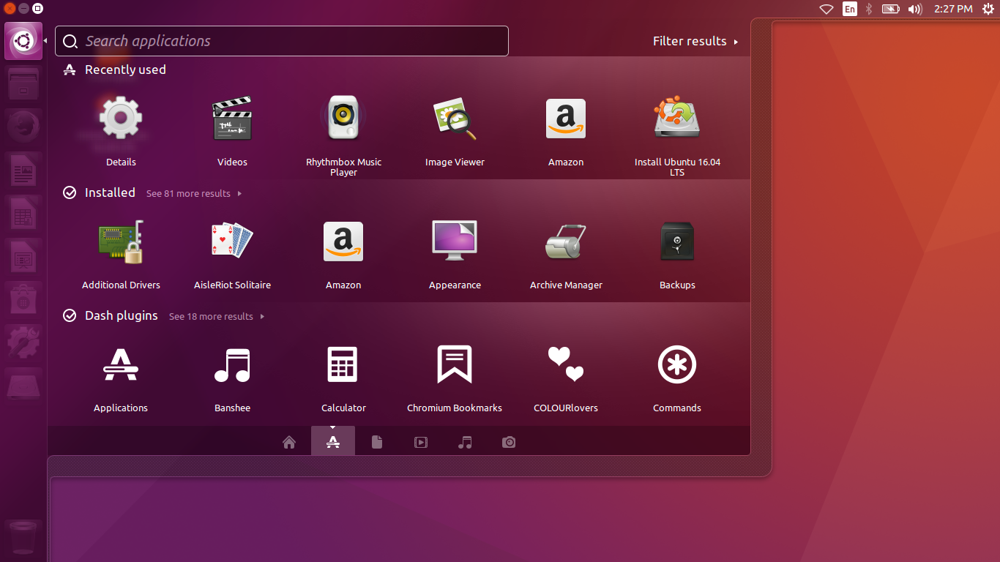 En
2:27 PM
Search applications
Filter results
Recently used
Details
Videos
Rhythmbox Music
Player
Image Viewer
Amazon
Install Ubuntu 16.04
LTS
Installed
See 81 more results
Additional Drivers
AisleRiot Solitaire
Amazon
Appearance
Archive Manager
Backups
Dash plugins
See 18 more results
Applications
Banshee
Calculator
Chromium Bookmarks
COLOURlovers
Commands